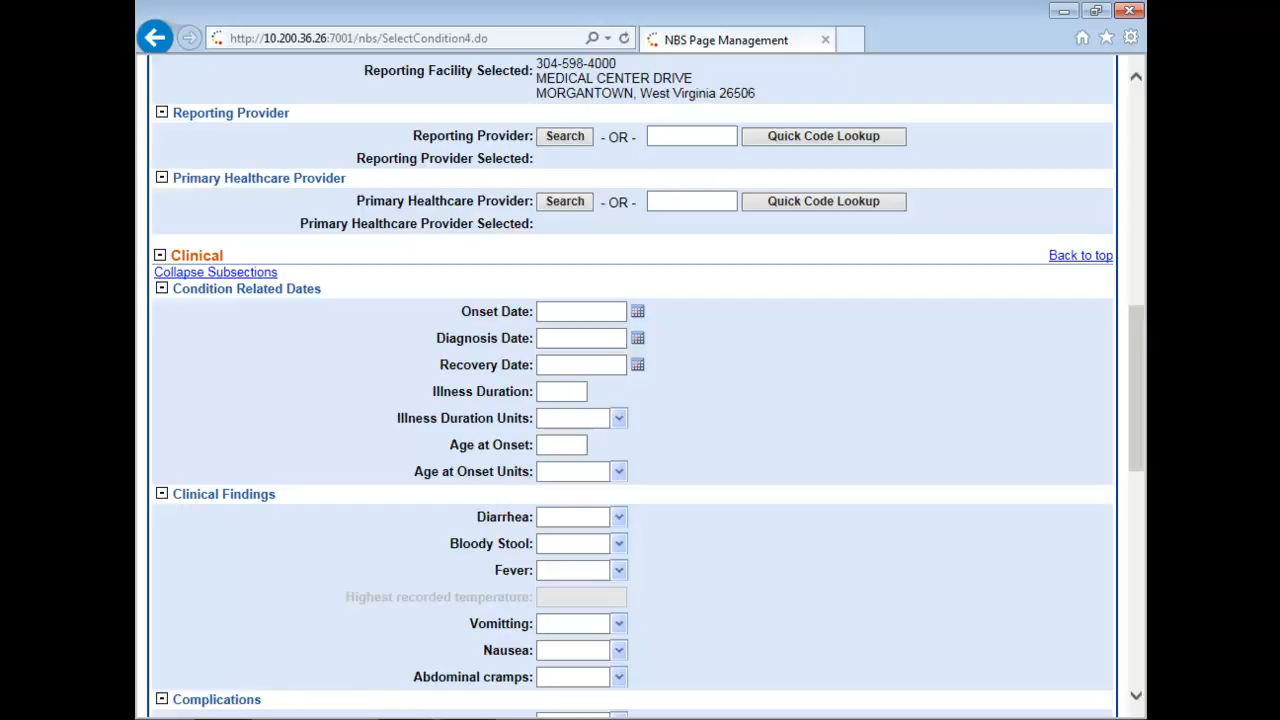 http://10.200.36.26:7001/nbs/SelectCondition4.do
NBS Page Management
304-598-4000
Reporting Facility Selected: MEDICAL CENTER DRIVE
MORGANTOWN, West Virginia 26506
Reporting Provider
Reporting Provider: Search - OR - Quick Code Lookup
Reporting Provider Selected:
Primary Healthcare Provider
Primary Healthcare Provider: Search - OR - Quick Code Lookup
Primary Healthcare Provider Selected:
Clinical Back to top
Collapse Subsections
Condition Related Dates
Onset Date:
Diagnosis Date:
Recovery Date:
Illness Duration:
Illness Duration Units:
Age at Onset:
Age at Onset Units:
Clinical Findings
Diarrhea:
Bloody Stool:
Fever:
Highest recorded temperature:
Vomitting:
Nausea:
Abdominal cramps:
Complications